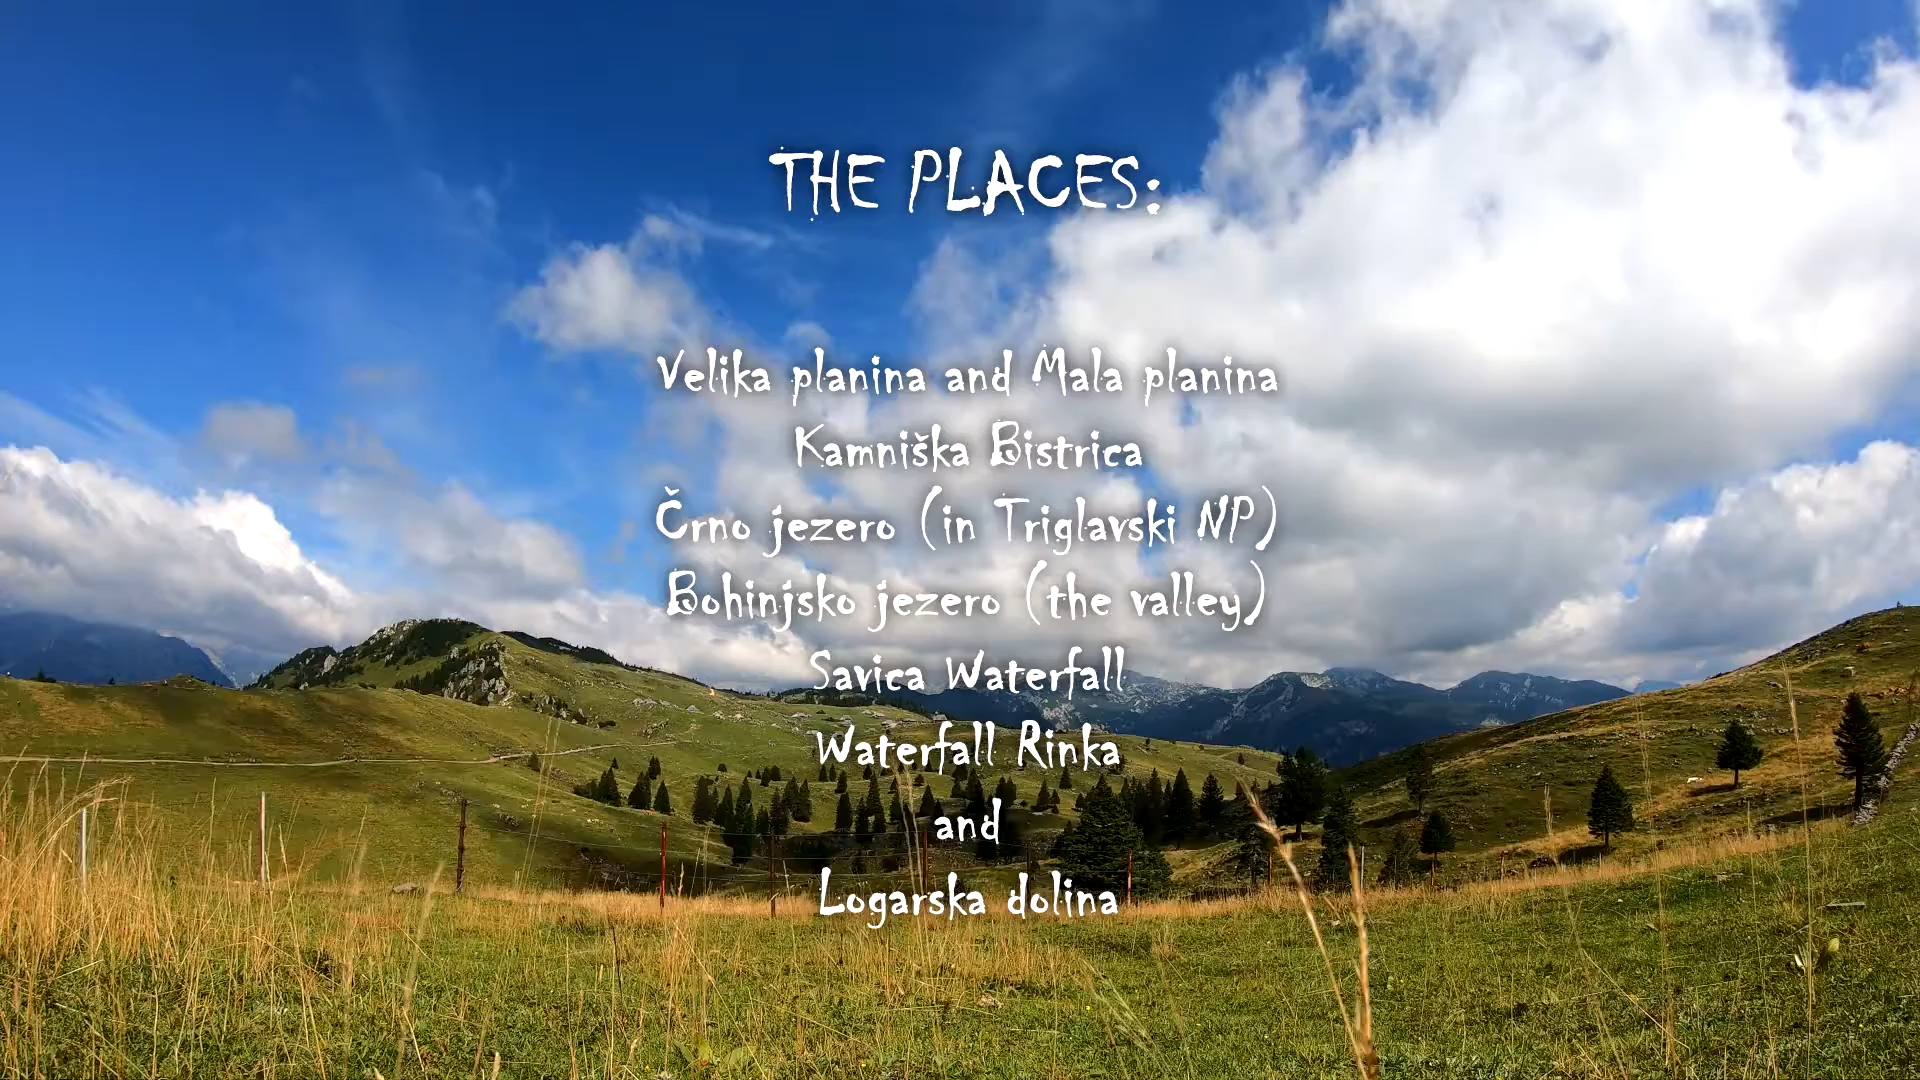 THE PLACES:
Velika planina and Mala planina
Kamniška Bistrica
Črno jezero (in Triglavski NP)
Bohinjsko jezero (the valley)
Savica Waterfall
Waterfall Rinka
and
Logarska dolina